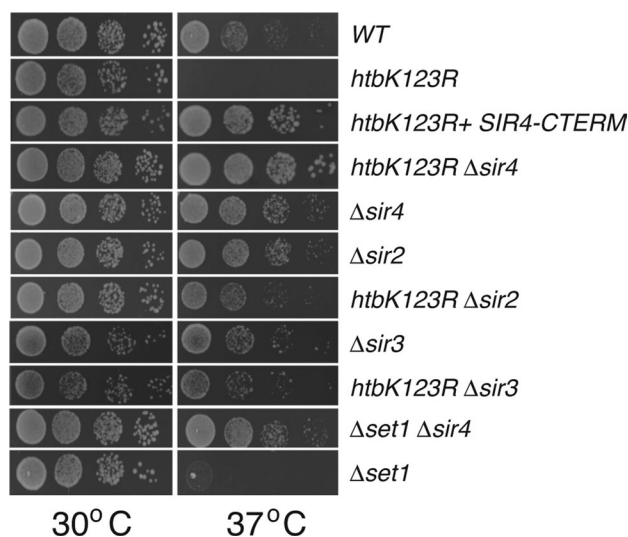 WT
htbK123R
htbK123R+ SIR4-CTERM
htbK123R Δsir4
Δsir4
Δsir2
htbK123R Δsir2
Δsir3
htbK123R Δsir3
Δset1 Δsir4
Δset1
30° C 37° C